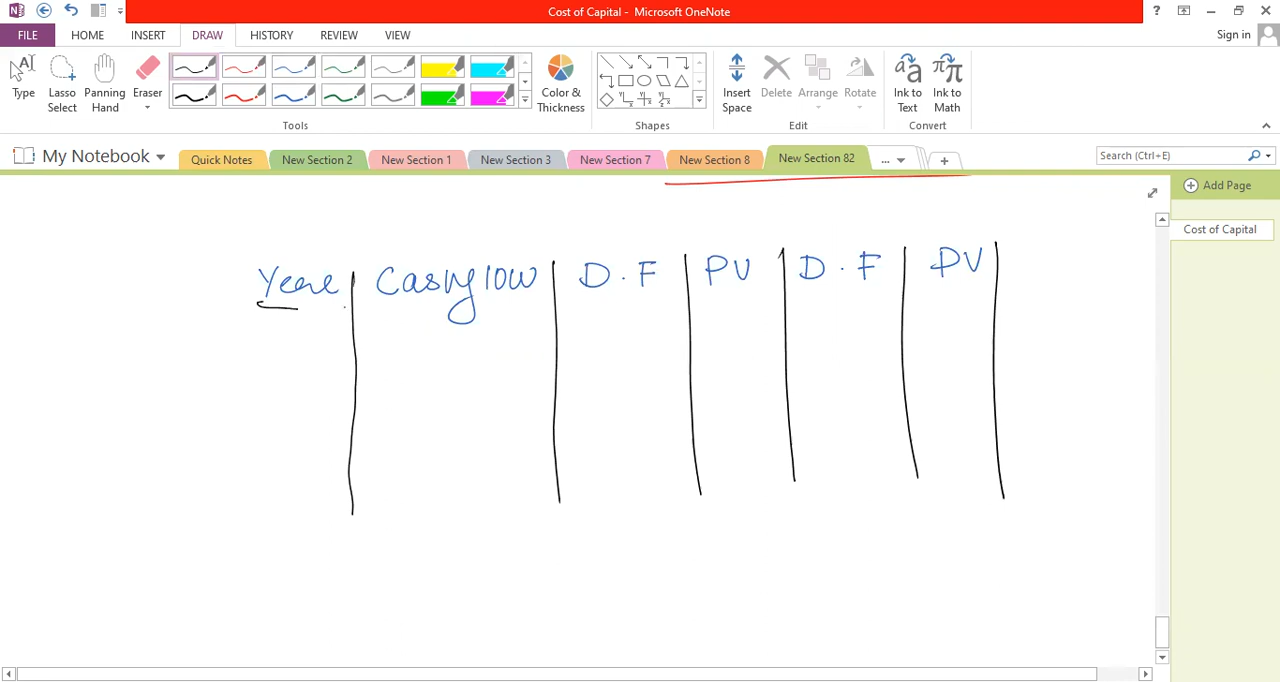 Cost of Capital - Microsoft OneNote
Sign in
FILE HOME INSERT DRAW HISTORY REVIEW VIEW
Type Lasso Select Panning Hand Eraser Color & Thickness Insert Space Delete Arrange Rotate Ink to Text Ink to Math
Tools Shapes Edit Convert
My Notebook Quick Notes New Section 2 New Section 1 New Section 3 New Section 7 New Section 8 New Section 82 ... Search (Ctrl+E)
Add Page
Cost of Capital
Year Cashflow D.F PV D.F PV